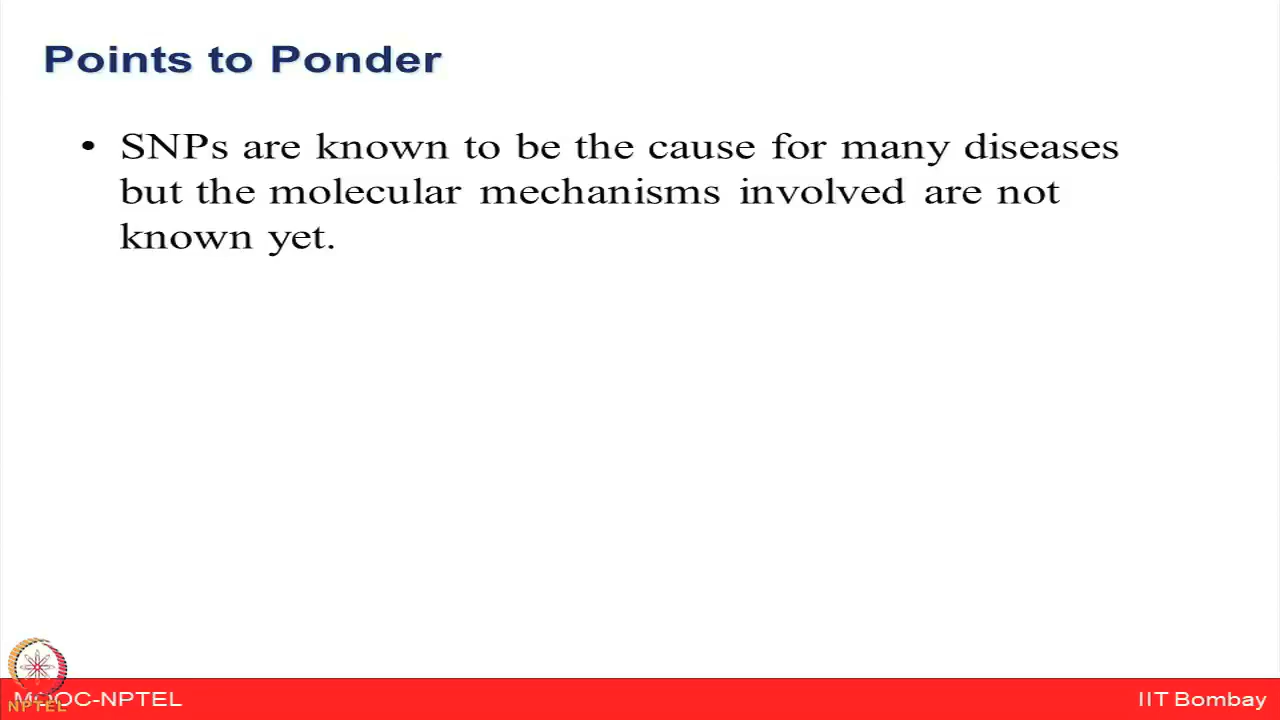 Points to Ponder
• SNPs are known to be the cause for many diseases
but the molecular mechanisms involved are not
known yet.
MOOC-NPTEL
NPTEL
IIT Bombay